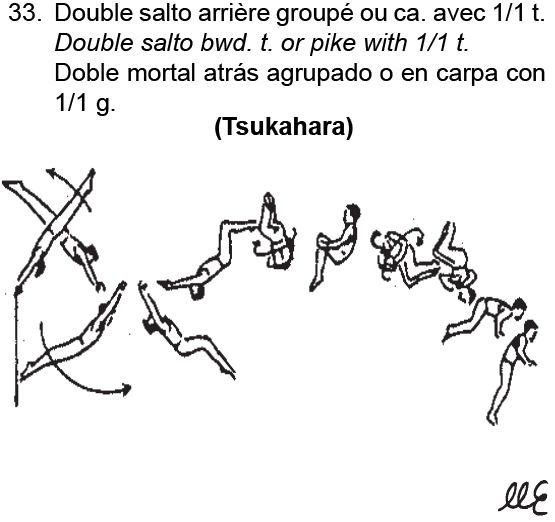 33. Double salto arrière groupé ou ca. avec 1/1 t.
Double salto bwd. t. or pike with 1/1 t.
Doble mortal atrás agrupado o en carpa con
1/1 g.
(Tsukahara)